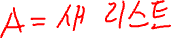 A = 새 리스트